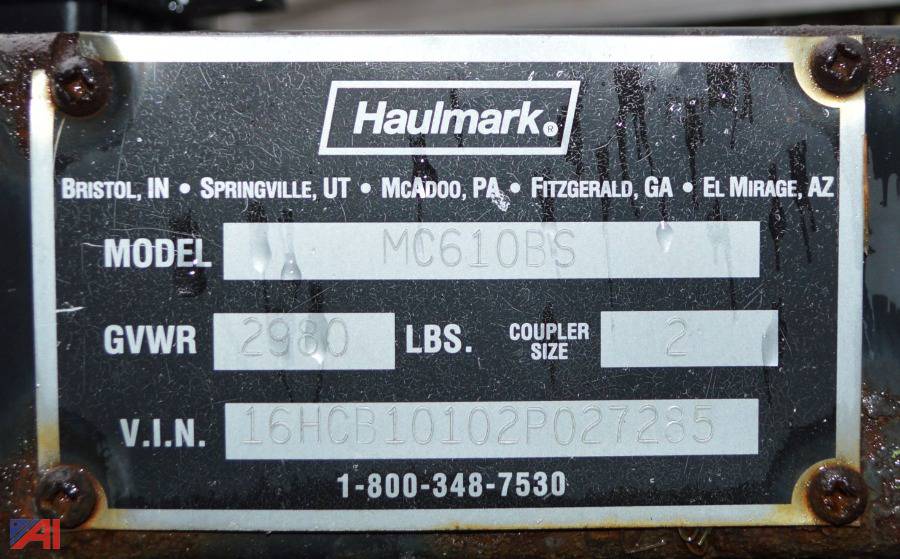 Haulmark®
BRISTOL, IN • SPRINGVILLE, UT • MCADOO, PA • FITZGERALD, GA • EL MIRAGE, AZ
MODEL MC610BS
GVWR 2980 LBS. COUPLER SIZE 2
V.I.N. 16HCB10102P027285
1-800-348-7530
AI